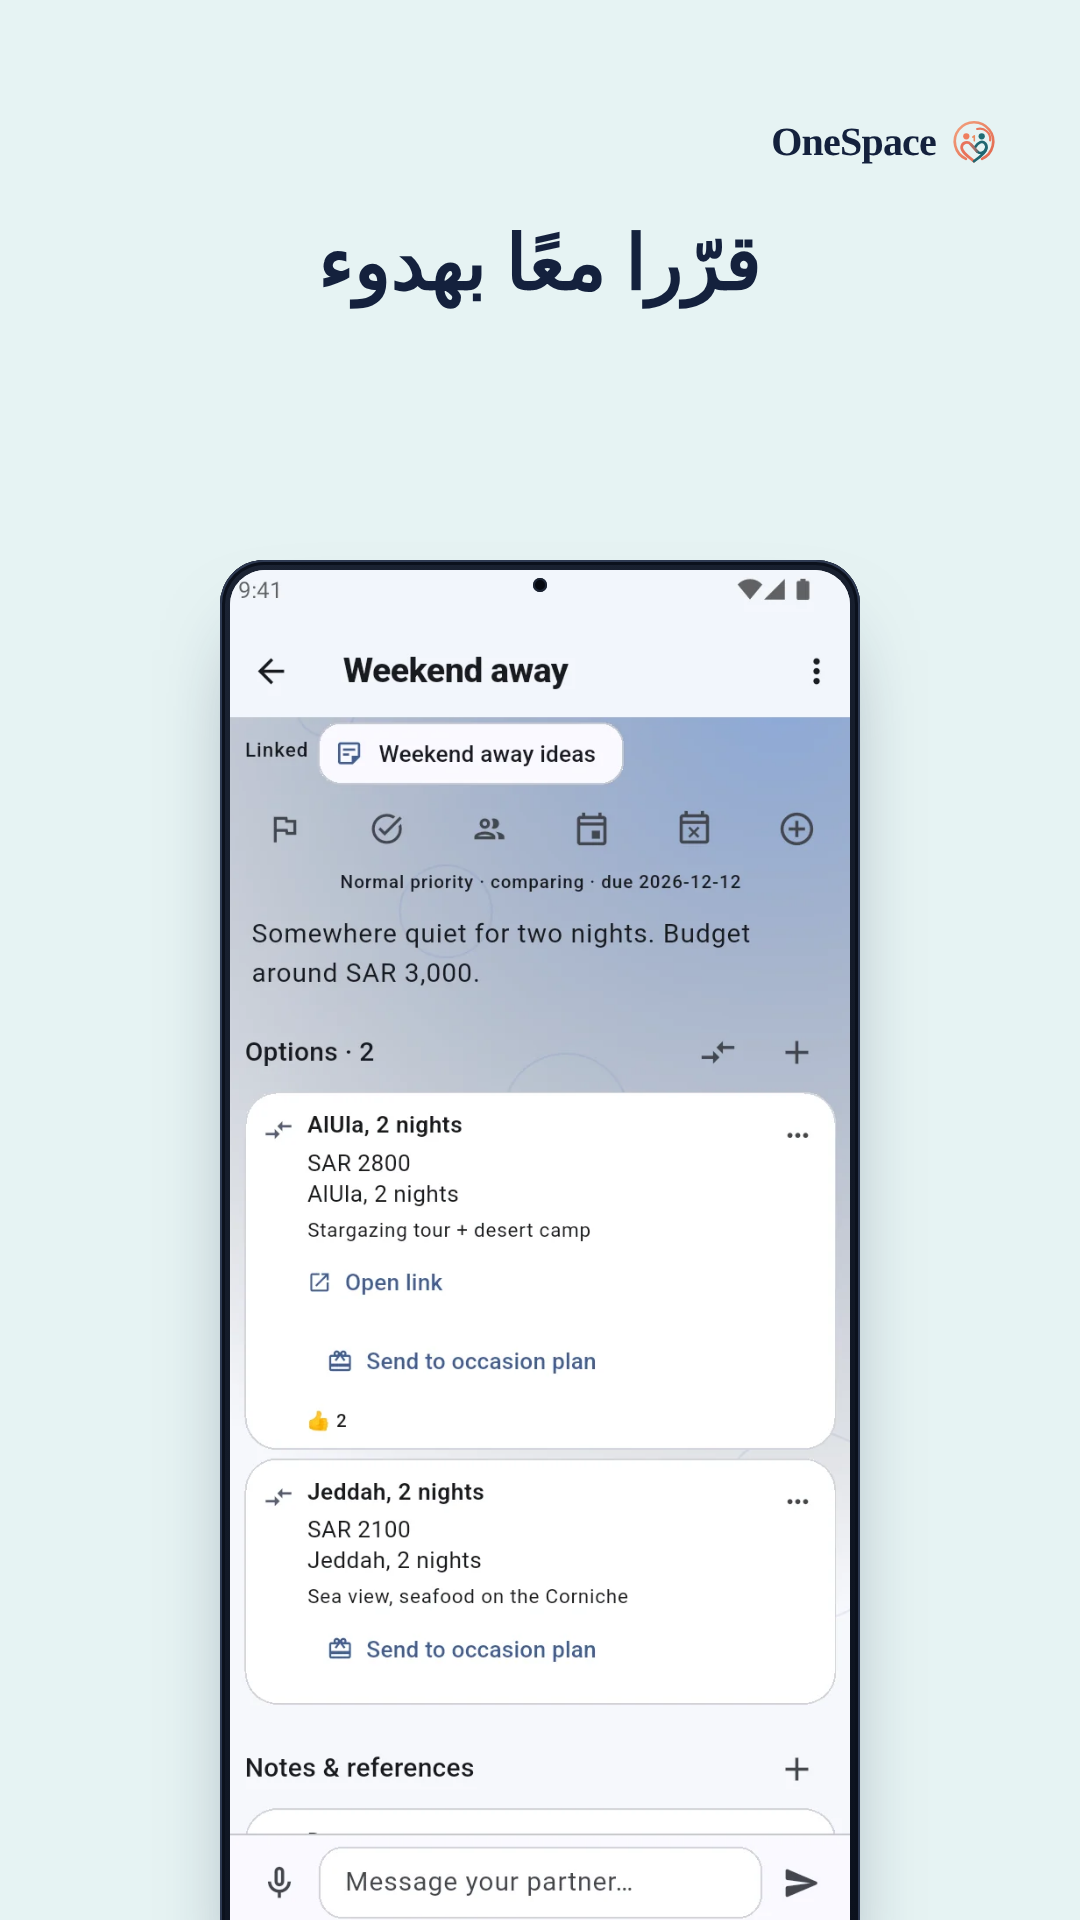 OneSpace
قرّرا معًا بهدوء
9:41
Weekend away
Linked
Weekend away ideas
Normal priority · comparing · due 2026-12-12
Somewhere quiet for two nights. Budget
around SAR 3,000.
Options · 2
AlUla, 2 nights
SAR 2800
AlUla, 2 nights
Stargazing tour + desert camp
Open link
Send to occasion plan
👍 2
Jeddah, 2 nights
SAR 2100
Jeddah, 2 nights
Sea view, seafood on the Corniche
Send to occasion plan
Notes & references
Message your partner...